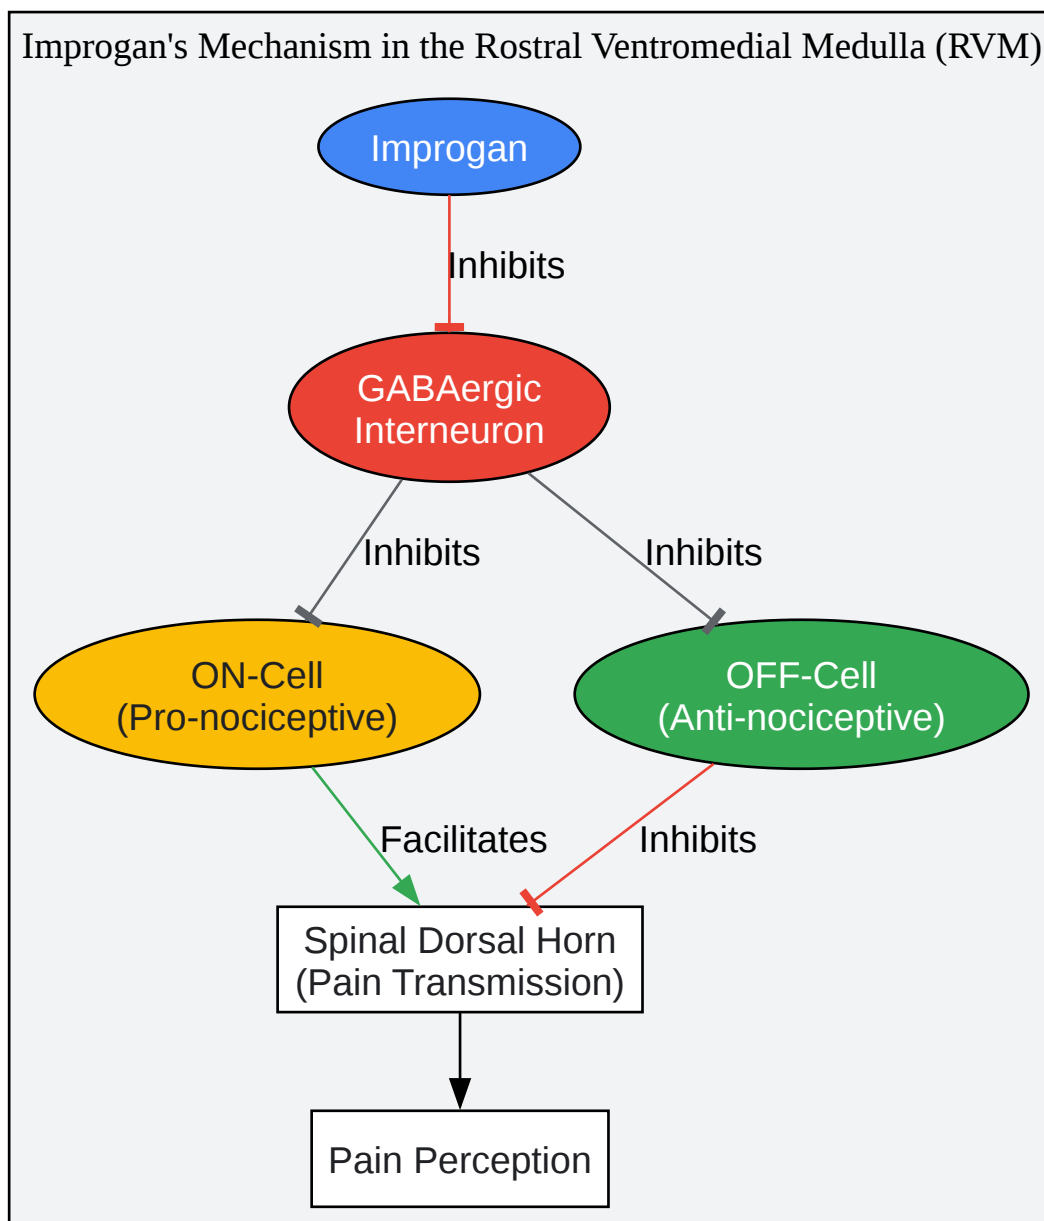 Improgan's Mechanism in the Rostral Ventromedial Medulla (RVM)
Improgan
Inhibits
GABAergic
Interneuron
Inhibits
Inhibits
ON-Cell
(Pro-nociceptive)
OFF-Cell
(Anti-nociceptive)
Facilitates
Inhibits
Spinal Dorsal Horn
(Pain Transmission)
Pain Perception